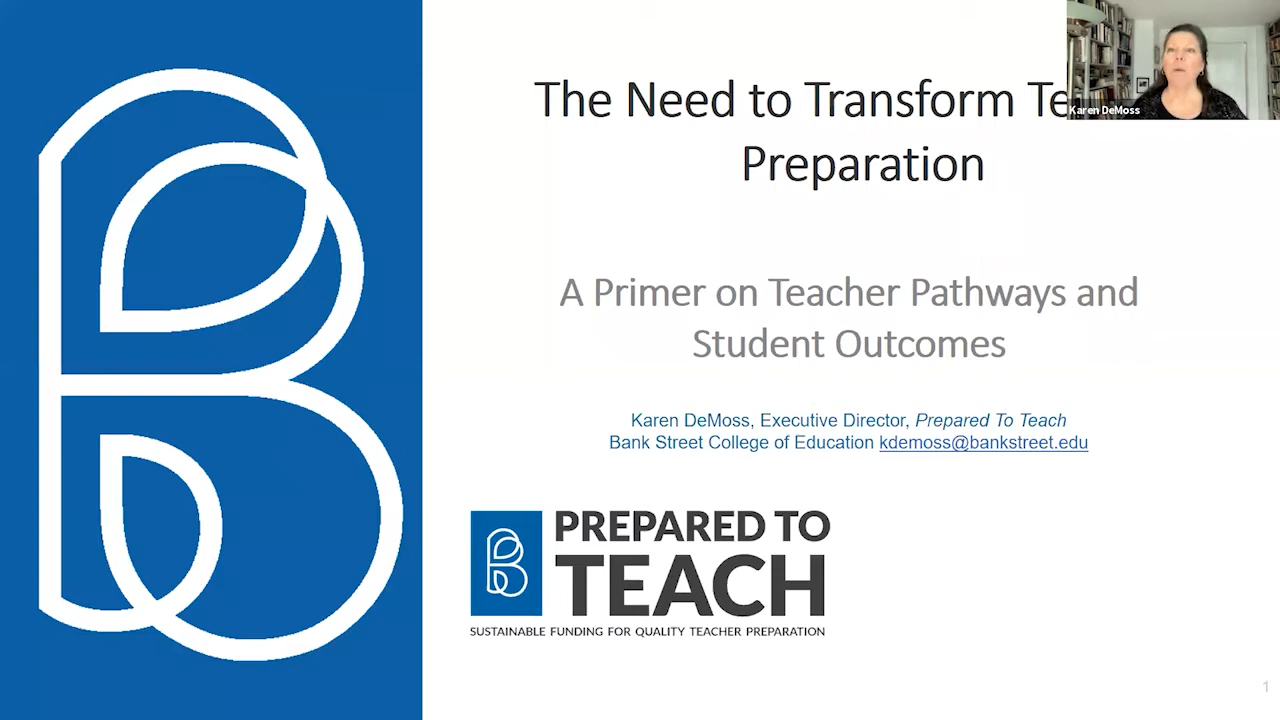 The Need to Transform
Preparation
Karen DeMoss
A Primer on Teacher Pathways and
Student Outcomes
Karen DeMoss, Executive Director, Prepared To Teach
Bank Street College of Education kdemoss@bankstreet.edu
PREPARED TO
TEACH
SUSTAINABLE FUNDING FOR QUALITY TEACHER PREPARATION
1